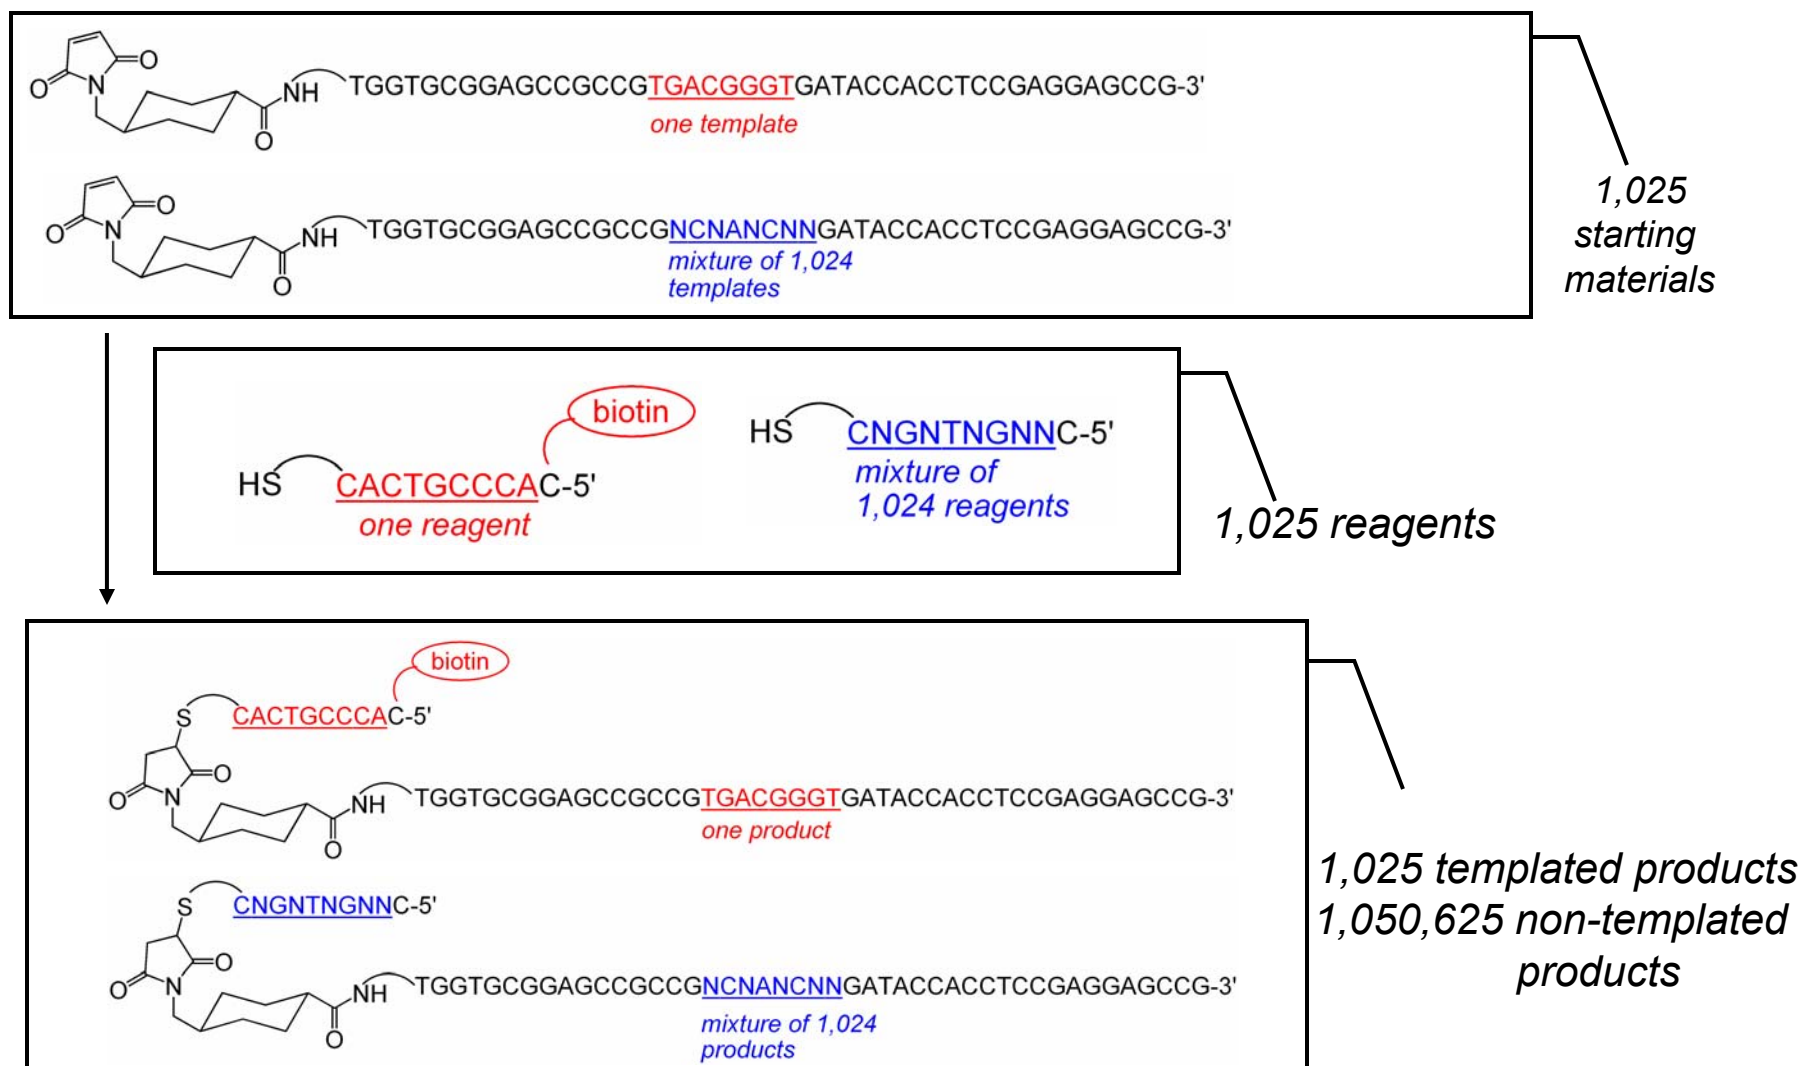 O
O
N
NH
O
TGGTGCGGAGCCGCCGTGACGGGTGATACCACCTCCGAGGAGCCG-3'
one template
O
O
N
NH
O
TGGTGCGGAGCCGCCGNCNANCNNGATACCACCTCCGAGGAGCCG-3'
mixture of 1,024
templates
1,025
starting
materials
biotin
HS CACTGCCCAC-5'
one reagent
HS CNGNTNGNNC-5'
mixture of
1,024 reagents
1,025 reagents
biotin
S CACTGCCCAC-5'
O
O
N
NH
O
TGGTGCGGAGCCGCCGTGACGGGTGATACCACCTCCGAGGAGCCG-3'
one product
S CNGNTNGNNC-5'
O
O
N
NH
O
TGGTGCGGAGCCGCCGNCNANCNNGATACCACCTCCGAGGAGCCG-3'
mixture of 1,024
products
1,025 templated products
1,050,625 non-templated
products